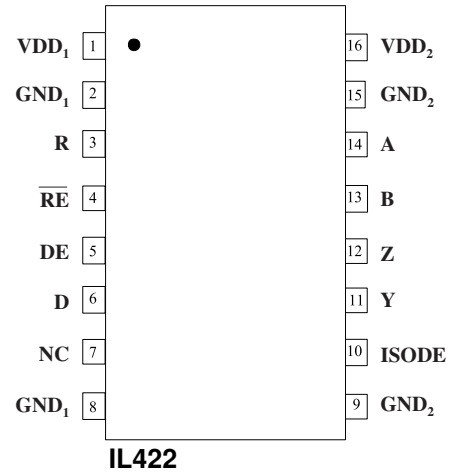 VDD₁ 1 16 VDD₂
GND₁ 2 15 GND₂
R 3 14 A
R̅E̅ 4 13 B
DE 5 12 Z
D 6 11 Y
NC 7 10 ISODE
GND₁ 8 9 GND₂
IL422